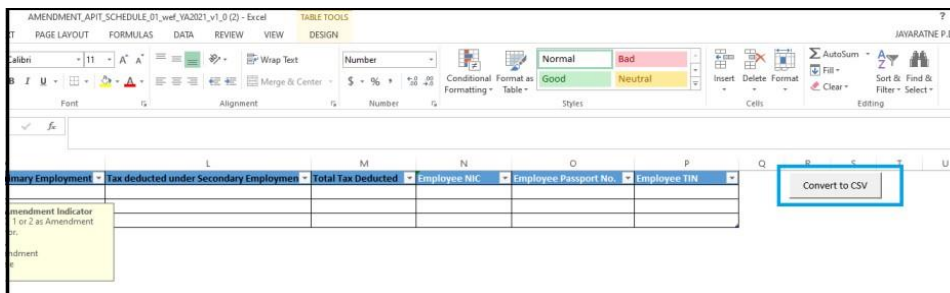 AMENDMENT_APIT_SCHEDULE_01_wef_YA2021_v1_0 (2) - Excel TABLE TOOLS ?
PAGE LAYOUT FORMULAS DATA REVIEW VIEW DESIGN JAYARATNE P.
Calibri 11 A A Wrap Text Number Normal Bad AutoSum
B I U A Merge & Center $ % , Conditional Formatting Format as Table Good Neutral Insert Delete Format Fill Clear Sort & Filter Find & Select
Font Alignment Number Styles Cells Editing
fx
L M N O P Q R S T U
mary Employment Tax deducted under Secondary Employmen Total Tax Deducted Employee NIC Employee Passport No. Employee TIN
Convert to CSV
mendment Indicator
1 or 2 as Amendment
or.
ndment